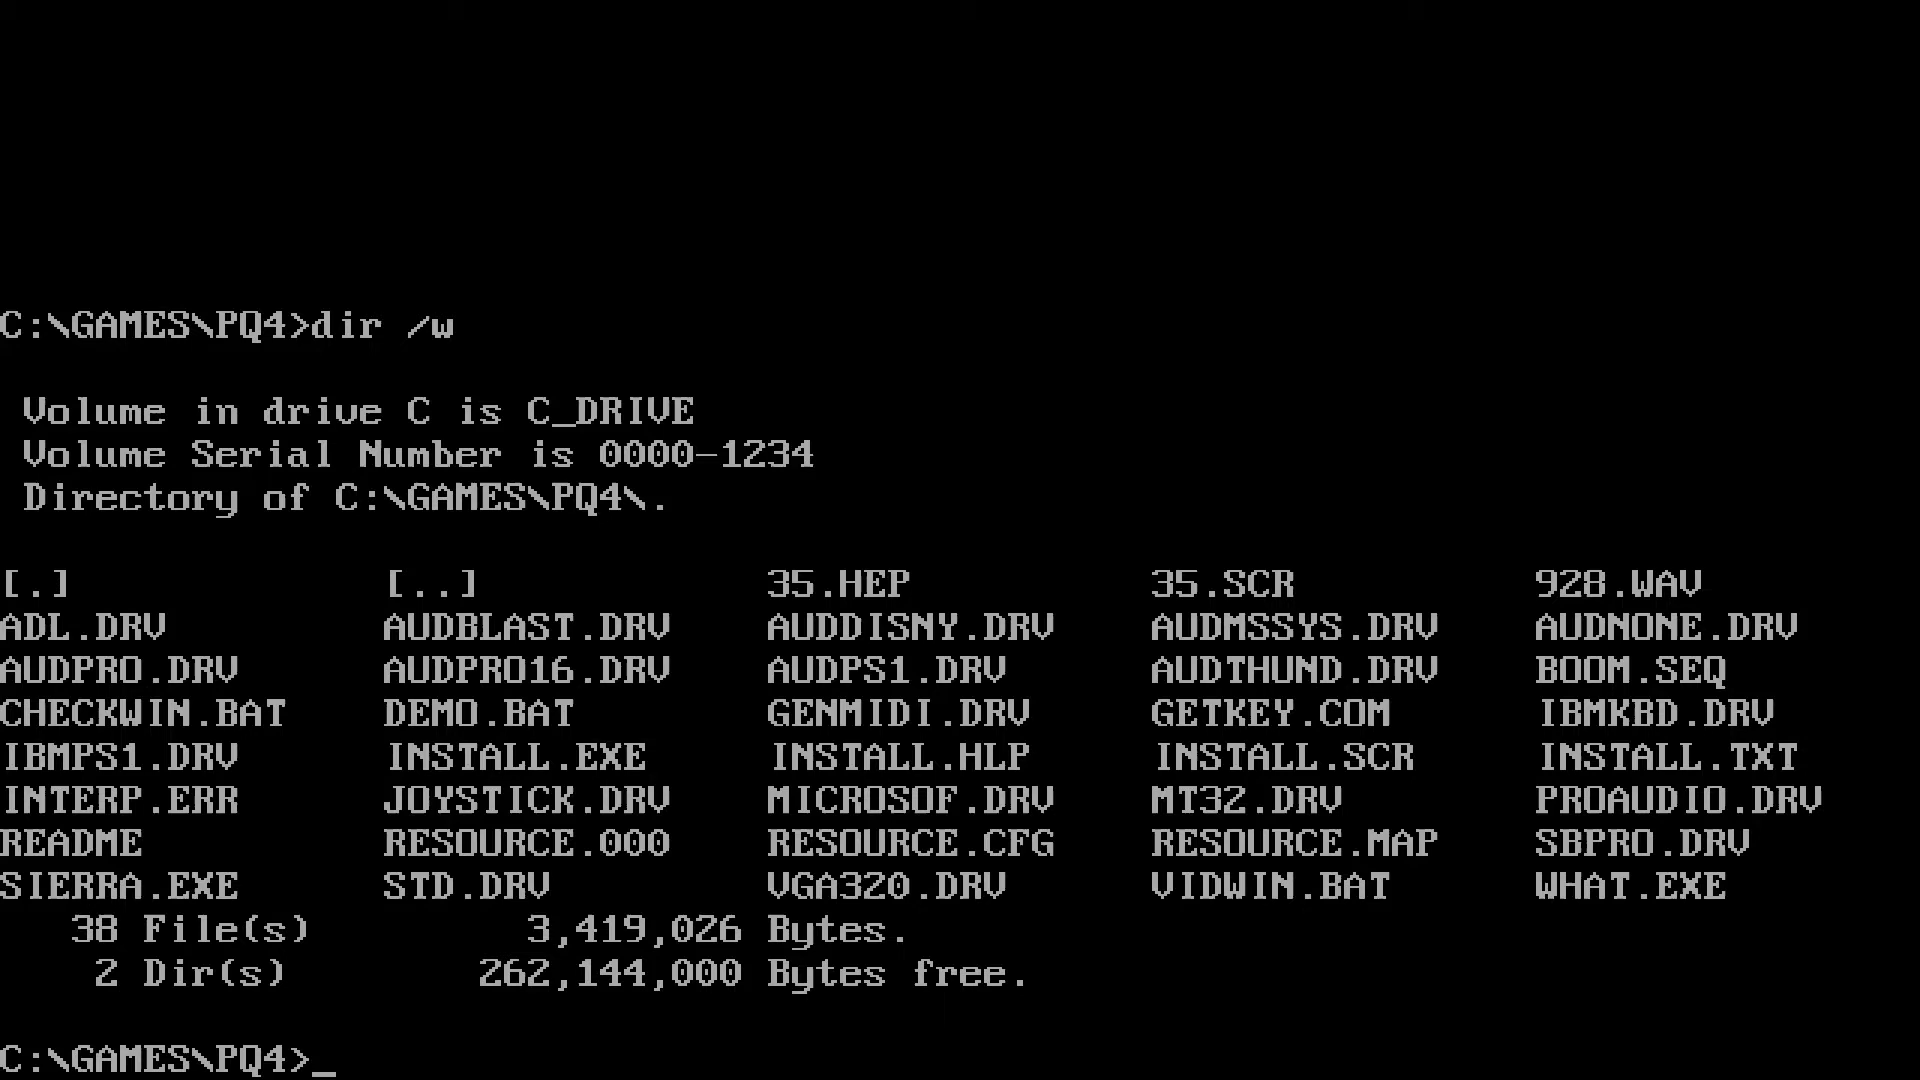 C:\GAMES\PQ4>dir /w
Volume in drive C is C_DRIVE
Volume Serial Number is 0000-1234
Directory of C:\GAMES\PQ4\.
[.] [..] 35.HEP 35.SCR 928.WAV
ADL.DRV AUDBLAST.DRV AUDDISNY.DRV AUDMSSYS.DRV AUDNONE.DRV
AUDPRO.DRV AUDPRO16.DRV AUDPS1.DRV AUDTHUND.DRV BOOM.SEQ
CHECKWIN.BAT DEMO.BAT GENMIDI.DRV GETKEY.COM IBMKBD.DRV
IBMPS1.DRV INSTALL.EXE INSTALL.HLP INSTALL.SCR INSTALL.TXT
INTERP.ERR JOYSTICK.DRV MICROSOF.DRV MT32.DRV PROAUDIO.DRV
README RESOURCE.000 RESOURCE.CFG RESOURCE.MAP SBPRO.DRV
SIERRA.EXE STD.DRV VGA320.DRV VIDWIN.BAT WHAT.EXE
38 File(s) 3,419,026 Bytes.
2 Dir(s) 262,144,000 Bytes free.
C:\GAMES\PQ4>_